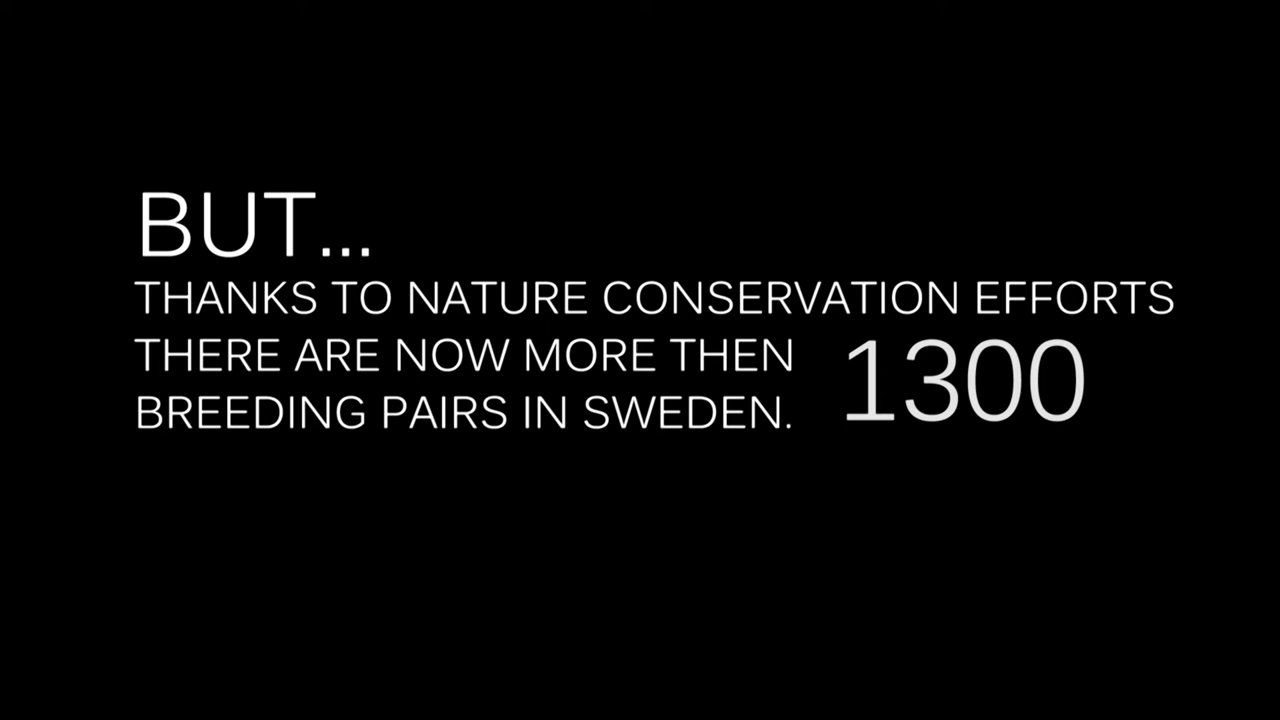 BUT...
THANKS TO NATURE CONSERVATION EFFORTS
THERE ARE NOW MORE THEN 1300
BREEDING PAIRS IN SWEDEN.